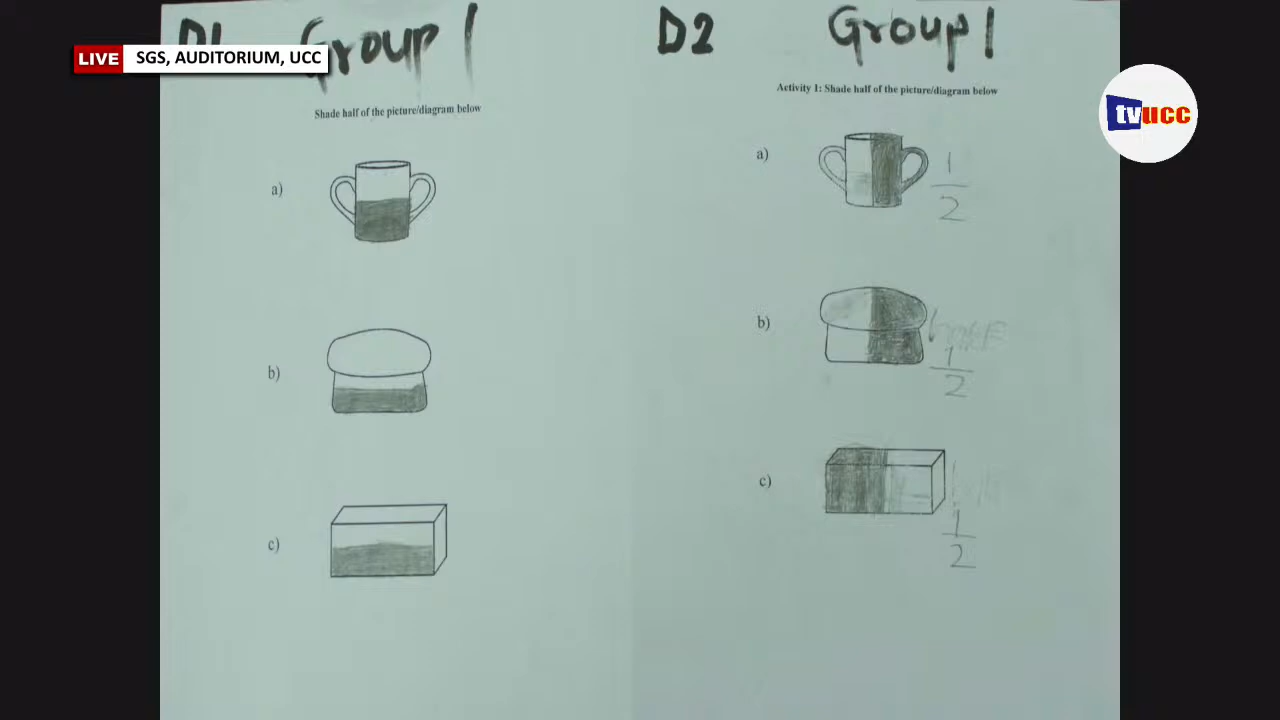 LIVE SGS, AUDITORIUM, UCC
tvucc
Group 1
Shade half of the picture/diagram below
a)
b)
c)
D2 Group 1
Activity 1: Shade half of the picture/diagram below
a)
1
2
b)
half
1
2
c)
1
2